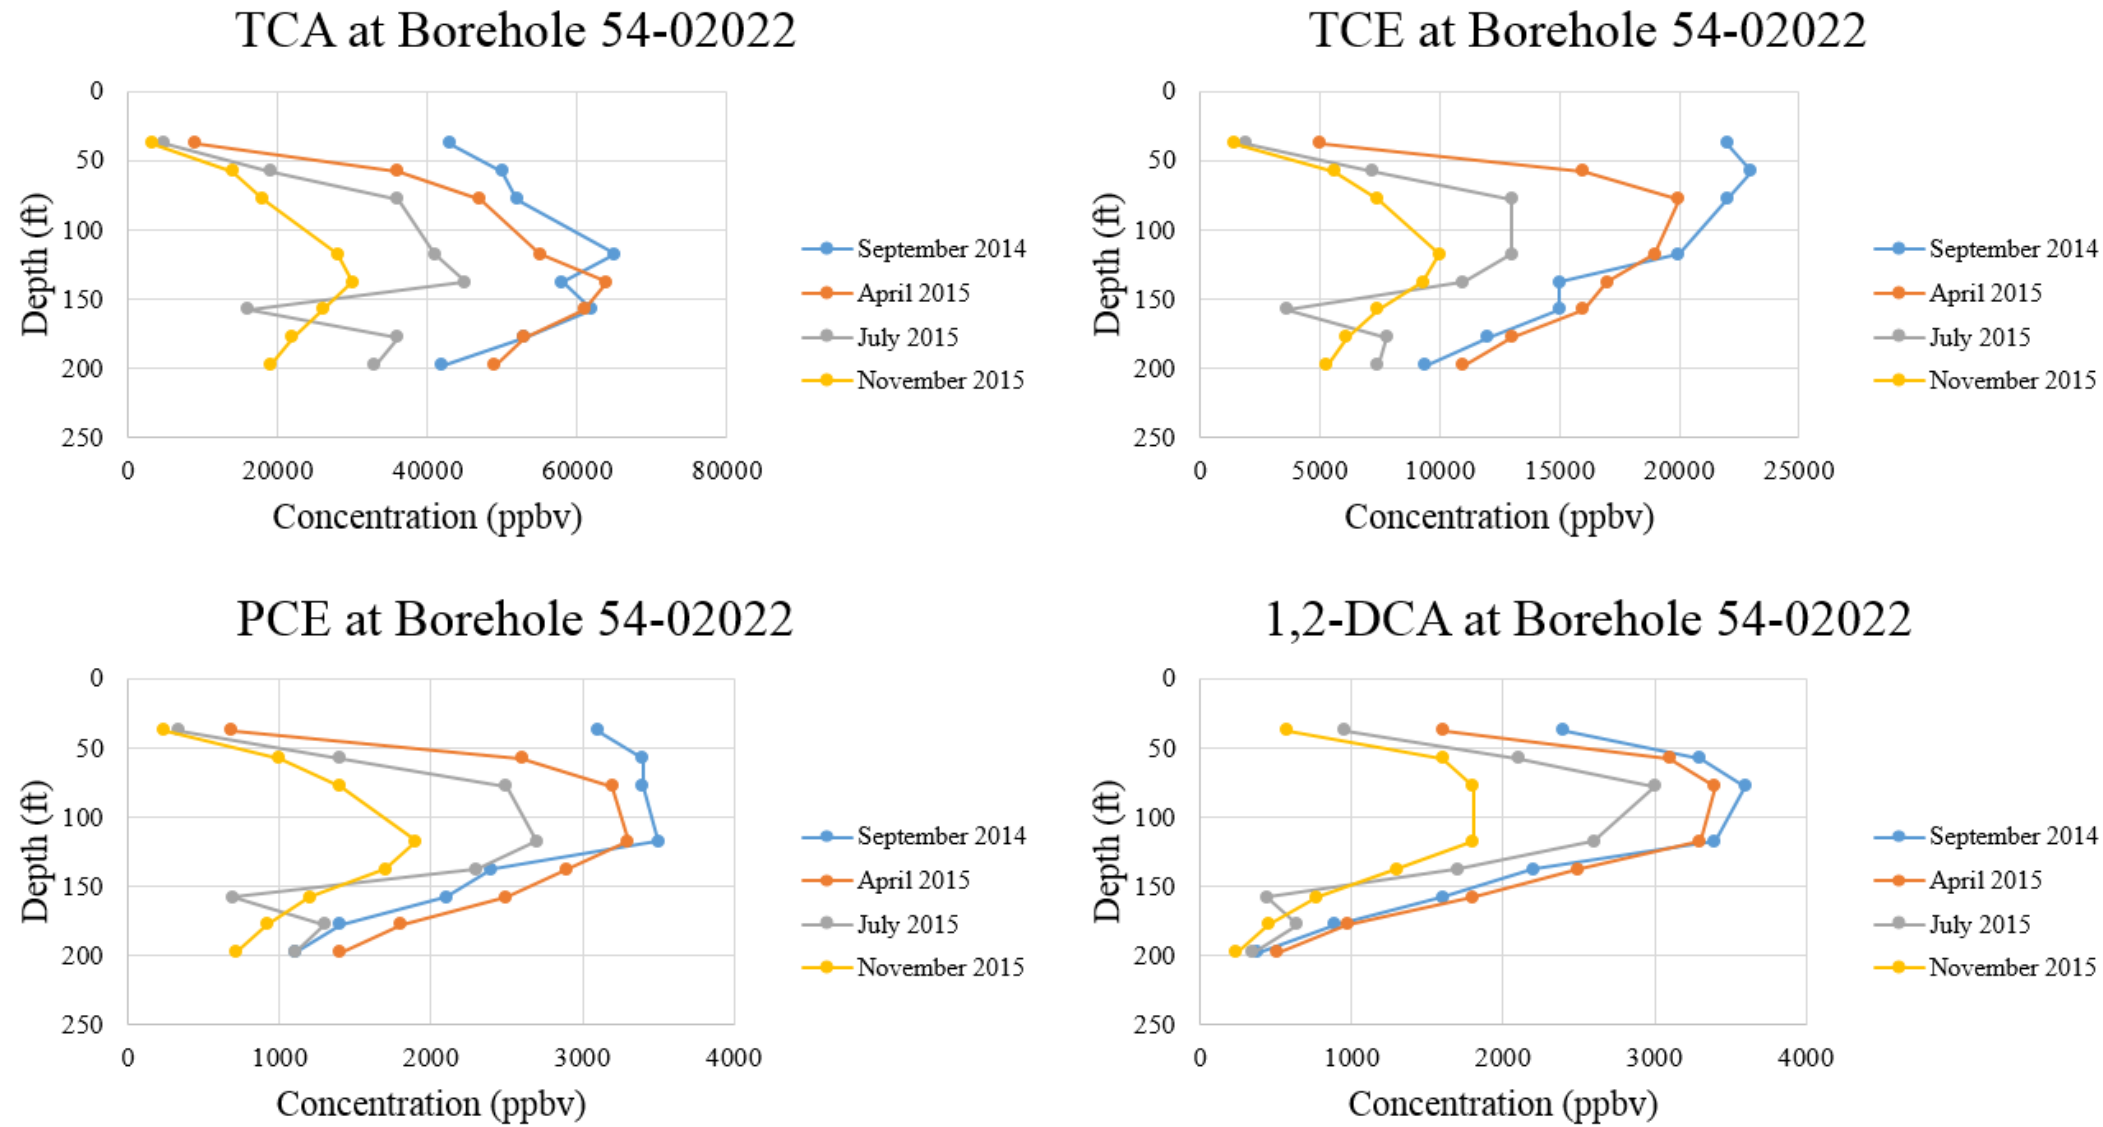 TCA at Borehole 54-02022
0
50
100
150
200
250
Depth (ft)
0 20000 40000 60000 80000
Concentration (ppbv)
September 2014
April 2015
July 2015
November 2015
TCE at Borehole 54-02022
0
50
100
150
200
250
Depth (ft)
0 5000 10000 15000 20000 25000
Concentration (ppbv)
September 2014
April 2015
July 2015
November 2015
PCE at Borehole 54-02022
0
50
100
150
200
250
Depth (ft)
0 1000 2000 3000 4000
Concentration (ppbv)
September 2014
April 2015
July 2015
November 2015
1,2-DCA at Borehole 54-02022
0
50
100
150
200
250
Depth (ft)
0 1000 2000 3000 4000
Concentration (ppbv)
September 2014
April 2015
July 2015
November 2015